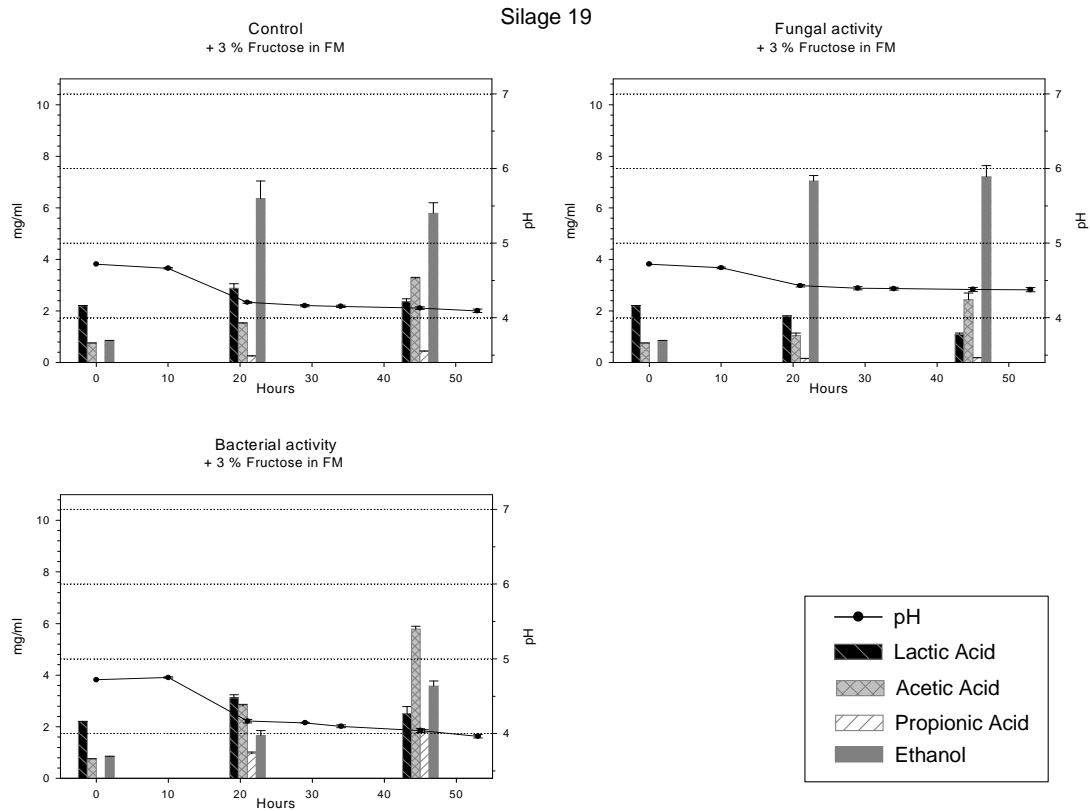 Silage 19
Control
+ 3 % Fructose in FM
mg/ml
10
8
6
4
2
0
7
6
5
4
pH
0 10 20 30 40 50
Hours
Fungal activity
+ 3 % Fructose in FM
mg/ml
10
8
6
4
2
0
7
6
5
4
pH
0 10 20 30 40 50
Hours
Bacterial activity
+ 3 % Fructose in FM
mg/ml
10
8
6
4
2
0
7
6
5
4
pH
0 10 20 30 40 50
Hours
pH
Lactic Acid
Acetic Acid
Propionic Acid
Ethanol